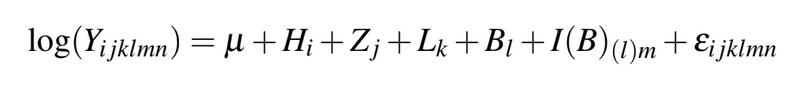 log(Y_{ijklmn}) = μ + H_i + Z_j + L_k + B_l + I(B)_{(l)m} + ε_{ijklmn}